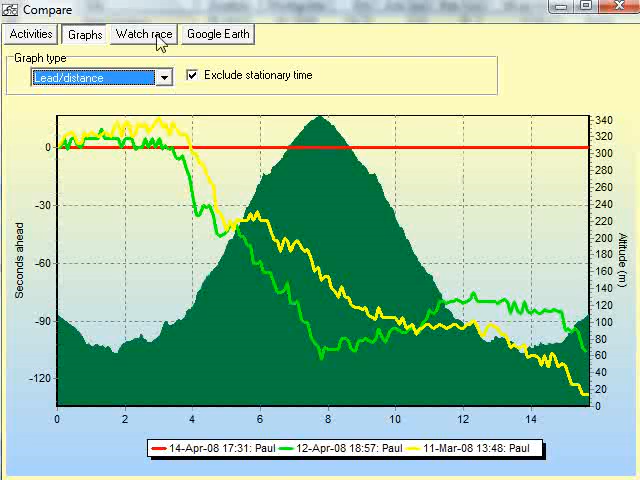 Compare
Activities Graphs Watch race Google Earth
Graph type
Lead/distance Exclude stationary time
Seconds ahead
0
-30
-60
-90
-120
340
320
300
280
260
240
220
200
180
160
140
120
100
80
60
40
20
0
Altitude (m)
0 2 4 6 8 10 12 14
14-Apr-08 17:31: Paul 12-Apr-08 18:57: Paul 11-Mar-08 13:48: Paul